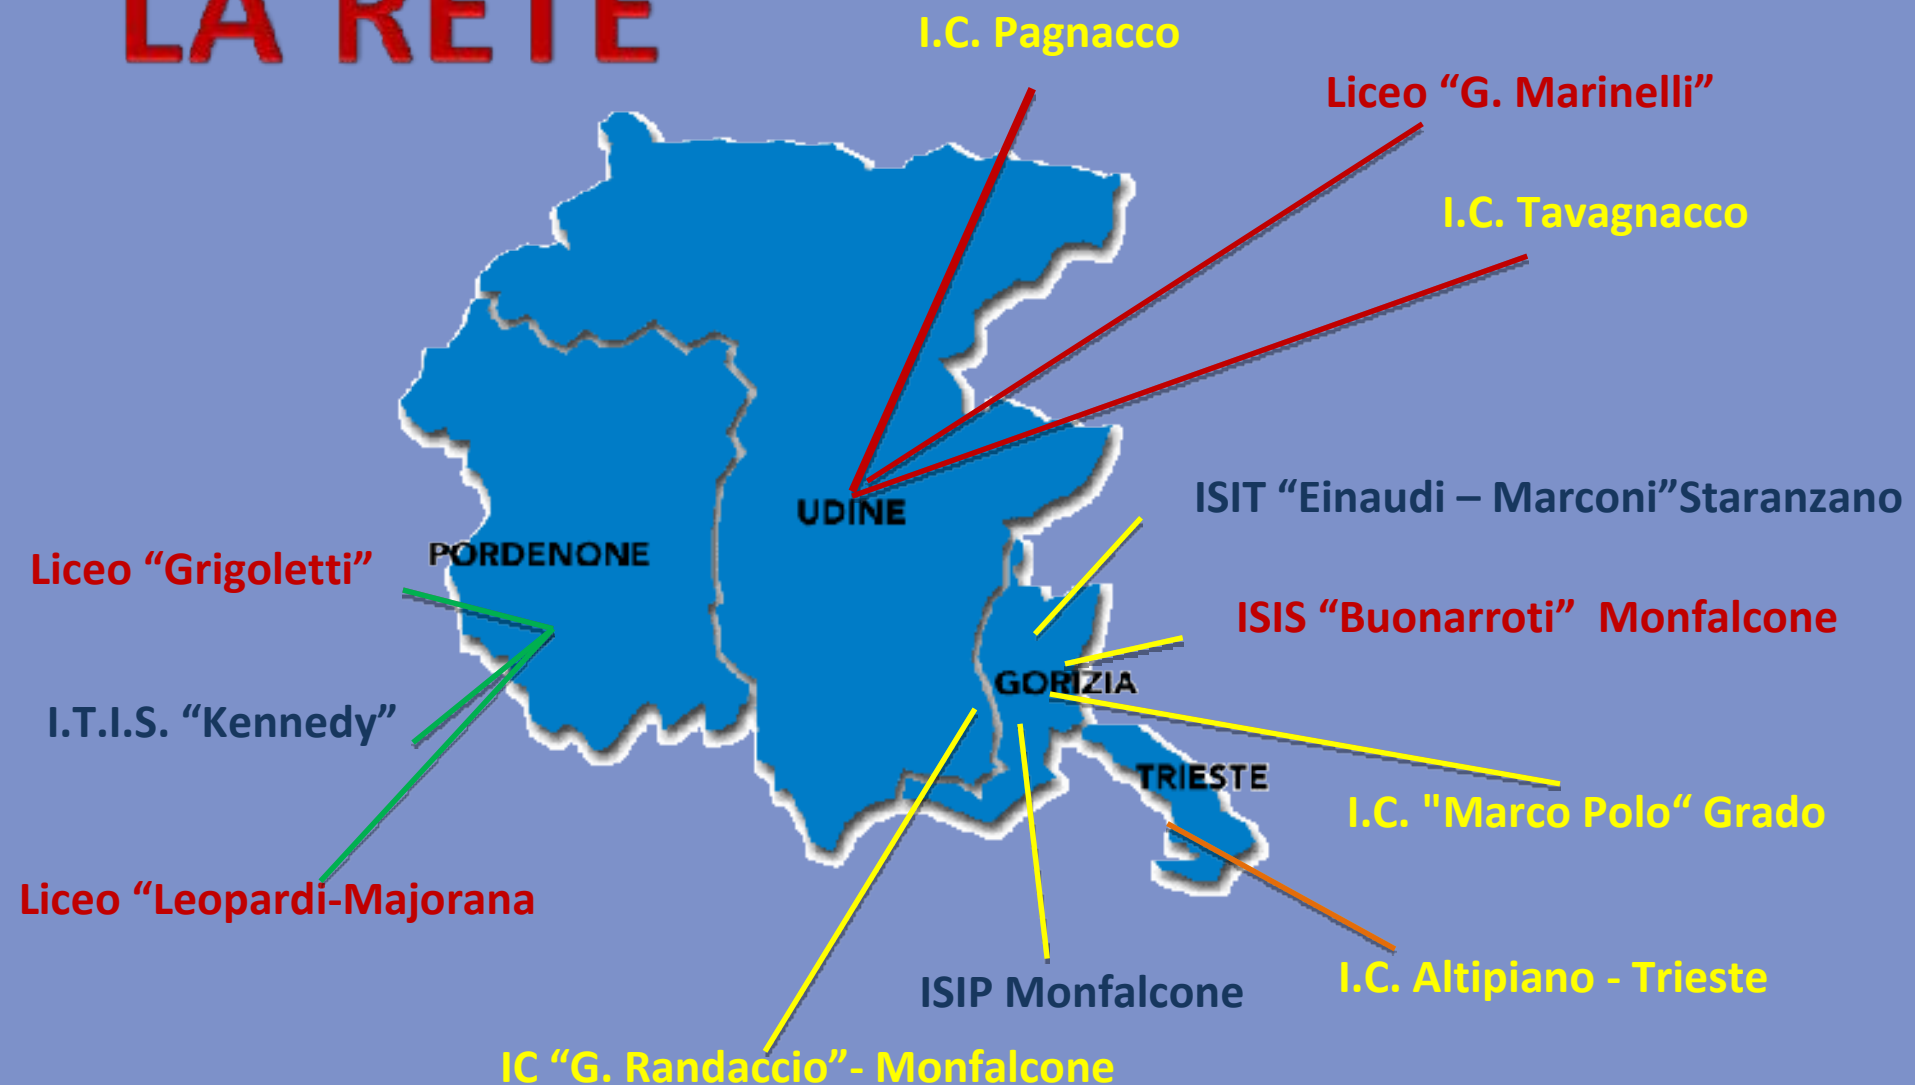 LA RETE
I.C. Pagnacco
Liceo “G. Marinelli”
I.C. Tavagnacco
ISIT “Einaudi – Marconi”Staranzano
UDINE
PORDENONE
Liceo “Grigoletti”
ISIS “Buonarroti”  Monfalcone
GORIZIA
I.T.I.S. “Kennedy”
TRIESTE
I.C. "Marco Polo“ Grado
Liceo “Leopardi-Majorana
I.C. Altipiano - Trieste
ISIP Monfalcone
IC “G. Randaccio”- Monfalcone